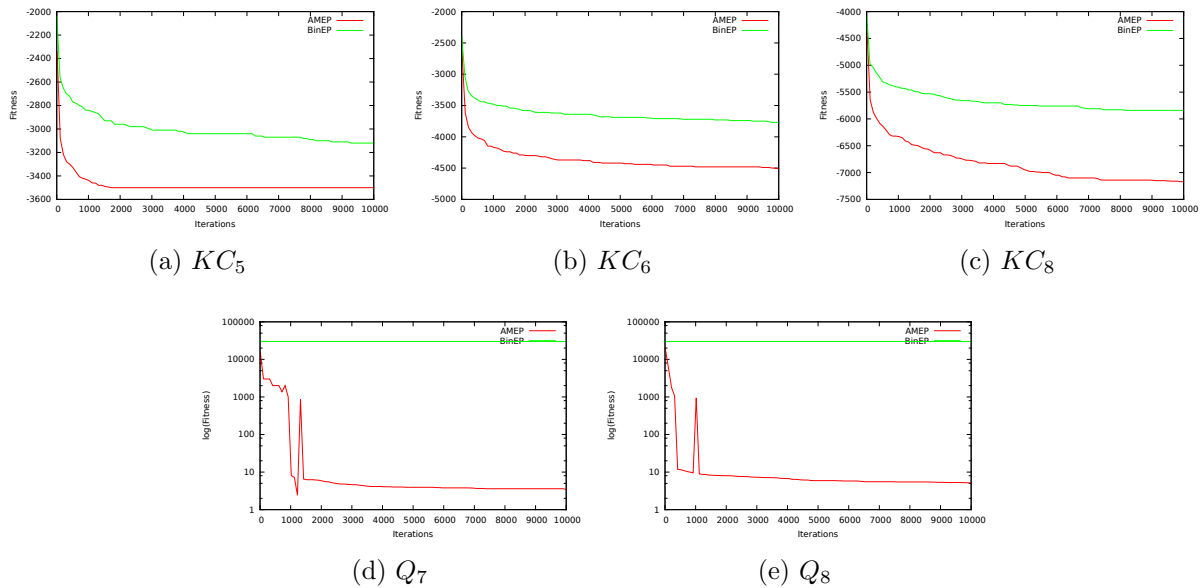 -2000
-2200
-2400
-2600
-2800
-3000
-3200
-3400
-3600
Fitness
AMEP
BinEP
0 1000 2000 3000 4000 5000 6000 7000 8000 9000 10000
Iterations
(a) KC5
-2000
-2500
-3000
-3500
-4000
-4500
-5000
Fitness
AMEP
BinEP
0 1000 2000 3000 4000 5000 6000 7000 8000 9000 10000
Iterations
(b) KC6
-4000
-4500
-5000
-5500
-6000
-6500
-7000
-7500
Fitness
AMEP
BinEP
0 1000 2000 3000 4000 5000 6000 7000 8000 9000 10000
Iterations
(c) KC8
100000
10000
1000
100
10
1
log(Fitness)
AMEP
BinEP
0 1000 2000 3000 4000 5000 6000 7000 8000 9000 10000
Iterations
(d) Q7
100000
10000
1000
100
10
1
log(Fitness)
AMEP
BinEP
0 1000 2000 3000 4000 5000 6000 7000 8000 9000 10000
Iterations
(e) Q8